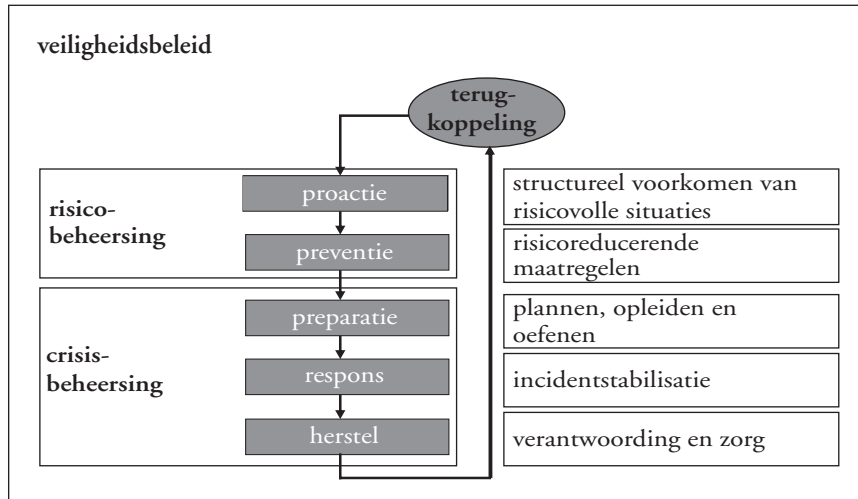 veiligheidsbeleid
terug-
koppeling
risico-
beheersing
proactie
structureel voorkomen van
risicovolle situaties
preventie
risicoreducerende
maatregelen
crisis-
beheersing
preparatie
plannen, opleiden en
oefenen
respons
incidentstabilisatie
herstel
verantwoording en zorg